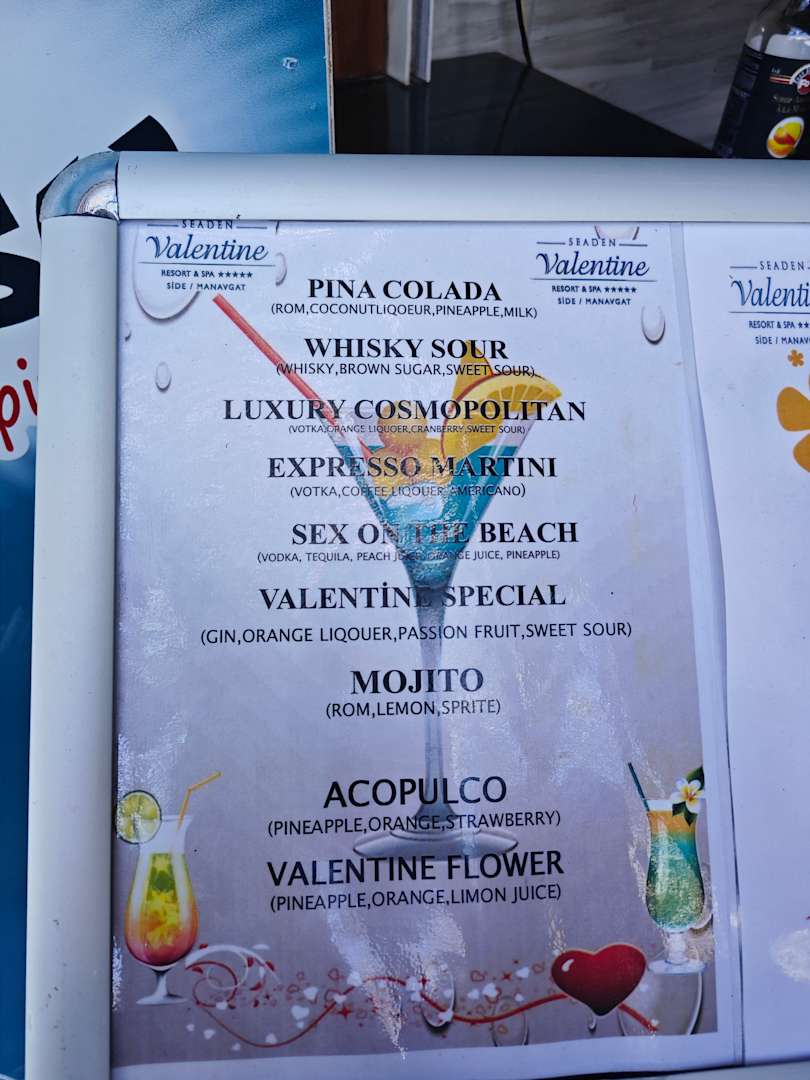 SEADEN
Valentine
RESORT & SPA ★★★★★
SİDE / MANAVGAT
SEADEN
Valentine
RESORT & SPA ★★★★★
SİDE / MANAVGAT
PINA COLADA
(ROM,COCONUTLIQOEUR,PINEAPPLE,MILK)
WHISKY SOUR
(WHISKY,BROWN SUGAR,SWEET SOUR)
LUXURY COSMOPOLITAN
(VOTKA,ORANGE LIQUOER,CRANBERRY,SWEET SOUR)
EXPRESSO MARTINI
(VOTKA,COFFEE LIQOUER,AMERICANO)
SEX ON THE BEACH
(VODKA, TEQUILA, PEACH JUICE,ORANGE JUICE, PINEAPPLE)
VALENTİNE SPECIAL
(GIN,ORANGE LIQOUER,PASSION FRUIT,SWEET SOUR)
MOJITO
(ROM,LEMON,SPRITE)
ACOPULCO
(PINEAPPLE,ORANGE,STRAWBERRY)
VALENTINE FLOWER
(PINEAPPLE,ORANGE,LIMON JUICE)
SEADEN
Valenti
RESORT & SPA ★★
SİDE / MANAV